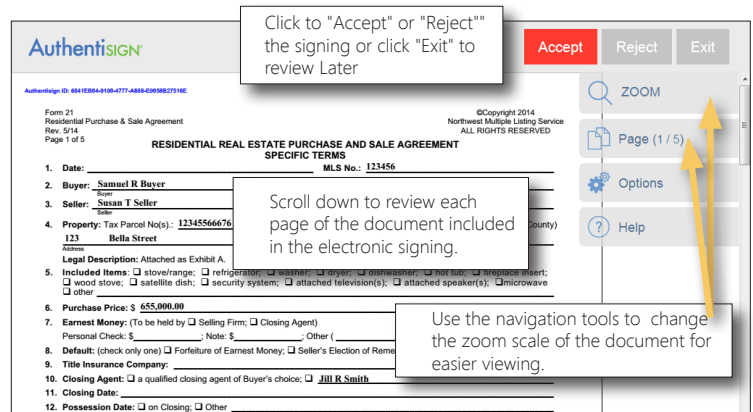 Click to "Accept" or "Reject""
the signing or click "Exit" to
review Later
AuthentiSIGN®
Accept
Reject
Exit
Authentisign ID: 6841EB04-9100-4777-A888-E0058B27516E
ZOOM
Page (1 / 5)
Options
Help
Form 21
Residential Purchase & Sale Agreement
Rev. 5/14
Page 1 of 5
©Copyright 2014
Northwest Multiple Listing Service
ALL RIGHTS RESERVED
RESIDENTIAL REAL ESTATE PURCHASE AND SALE AGREEMENT
SPECIFIC TERMS
1. Date: MLS No.: 123456
2. Buyer: Samuel R Buyer
Buyer
3. Seller: Susan T Seller
Seller
4. Property: Tax Parcel No(s).: 12345566676 County)
123 Bella Street
Address
Legal Description: Attached as Exhibit A.
Scroll down to review each
page of the document included
in the electronic signing.
5. Included Items: ❑ stove/range; ❑ refrigerator; ❑ washer; ❑ dryer; ❑ dishwasher; ❑ hot tub; ❑ fireplace insert;
❑ wood stove; ❑ satellite dish; ❑ security system; ❑ attached television(s); ❑ attached speaker(s); ❑microwave
❑ other
6. Purchase Price: $ 655,000.00
7. Earnest Money: (To be held by ❑ Selling Firm; ❑ Closing Agent)
Personal Check: $ ; Note: $ ; Other (
8. Default: (check only one) ❑ Forfeiture of Earnest Money; ❑ Seller's Election of Reme
9. Title Insurance Company:
10. Closing Agent: ❑ a qualified closing agent of Buyer's choice; ❑ Jill R Smith
11. Closing Date:
12. Possession Date: ❑ on Closing; ❑ Other
Use the navigation tools to change
the zoom scale of the document for
easier viewing.